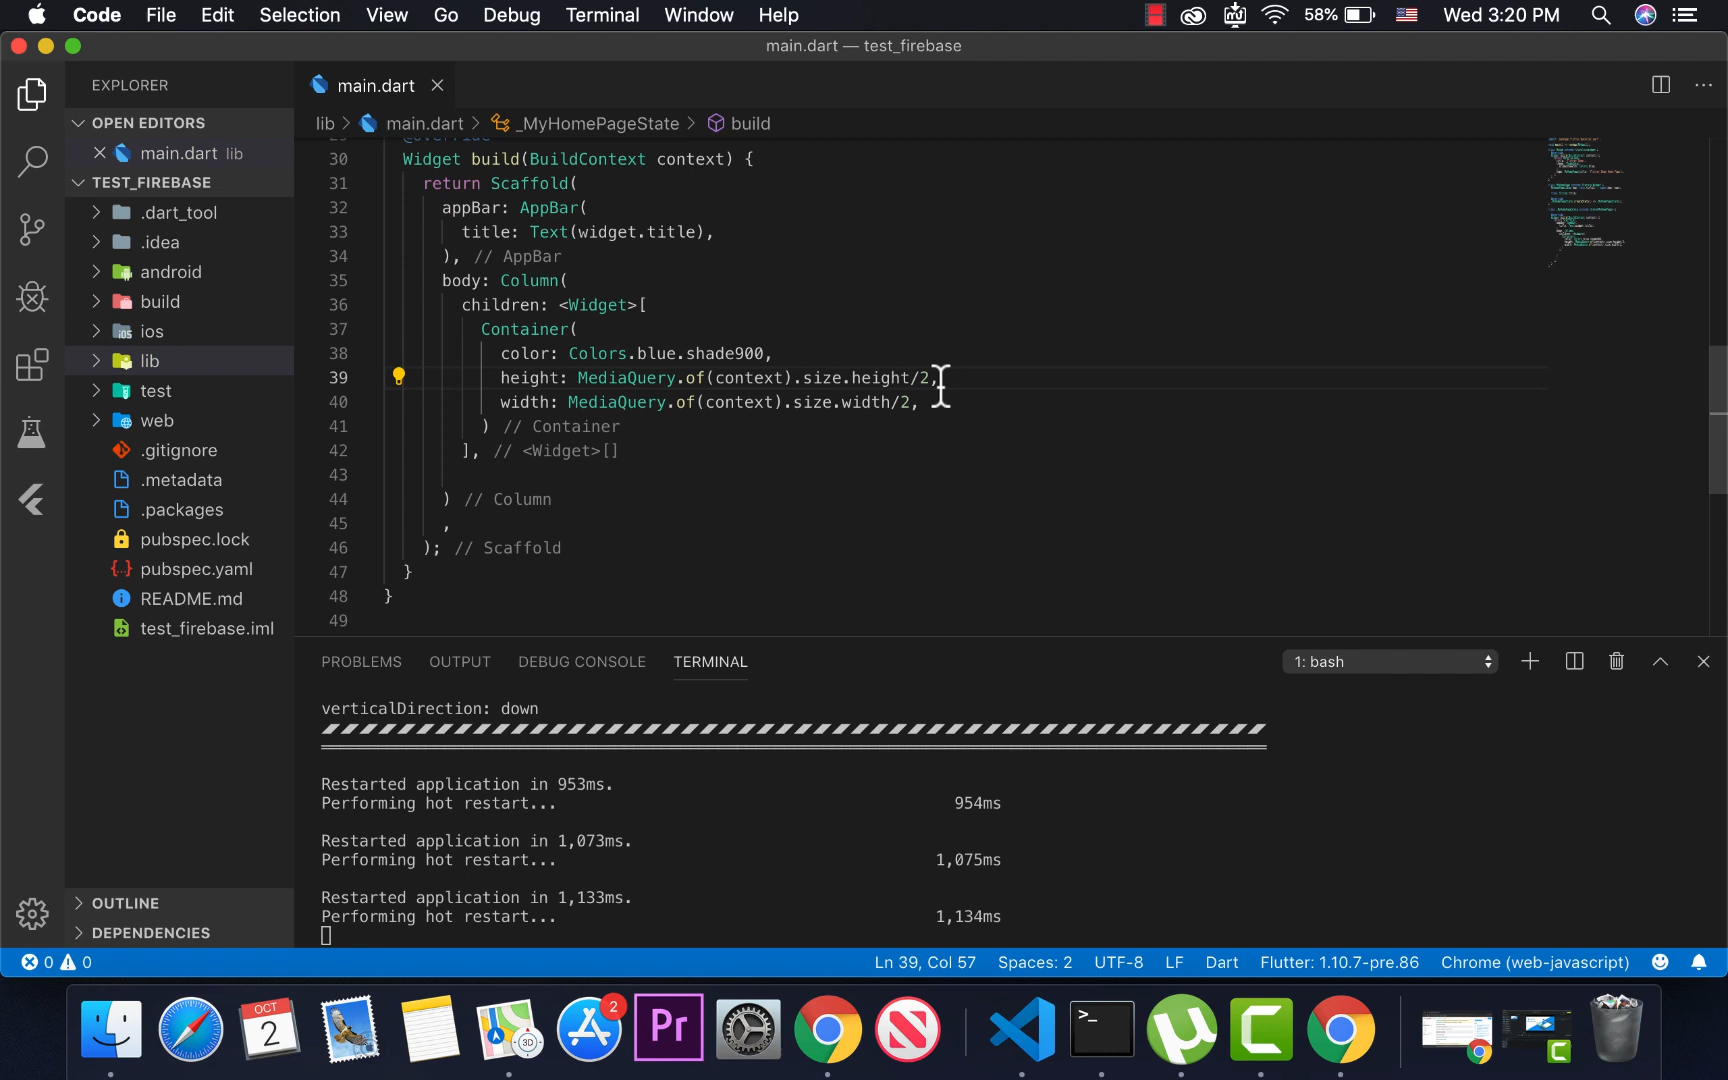 Code File Edit Selection View Go Debug Terminal Window Help 58% Wed 3:20 PM
main.dart — test_firebase
EXPLORER
main.dart
OPEN EDITORS
lib > main.dart > _MyHomePageState > build
main.dart lib
TEST_FIREBASE
.dart_tool
.idea
android
build
ios
lib
test
web
.gitignore
.metadata
.packages
pubspec.lock
pubspec.yaml
README.md
test_firebase.iml
OUTLINE
DEPENDENCIES
29 @override
30 Widget build(BuildContext context) {
31 return Scaffold(
32 appBar: AppBar(
33 title: Text(widget.title),
34 ), // AppBar
35 body: Column(
36 children: <Widget>[
37 Container(
38 color: Colors.blue.shade900,
39 height: MediaQuery.of(context).size.height/2,
40 width: MediaQuery.of(context).size.width/2,
41 ) // Container
42 ], // <Widget>[]
43
44 ) // Column
45 ,
46 ); // Scaffold
47 }
48 }
49
PROBLEMS OUTPUT DEBUG CONSOLE TERMINAL 1: bash
verticalDirection: down
Restarted application in 953ms.
Performing hot restart... 954ms
Restarted application in 1,073ms.
Performing hot restart... 1,075ms
Restarted application in 1,133ms.
Performing hot restart... 1,134ms
0 0 Ln 39, Col 57 Spaces: 2 UTF-8 LF Dart Flutter: 1.10.7-pre.86 Chrome (web-javascript)
OCT
2
3D
2
Pr
>_
µ
C